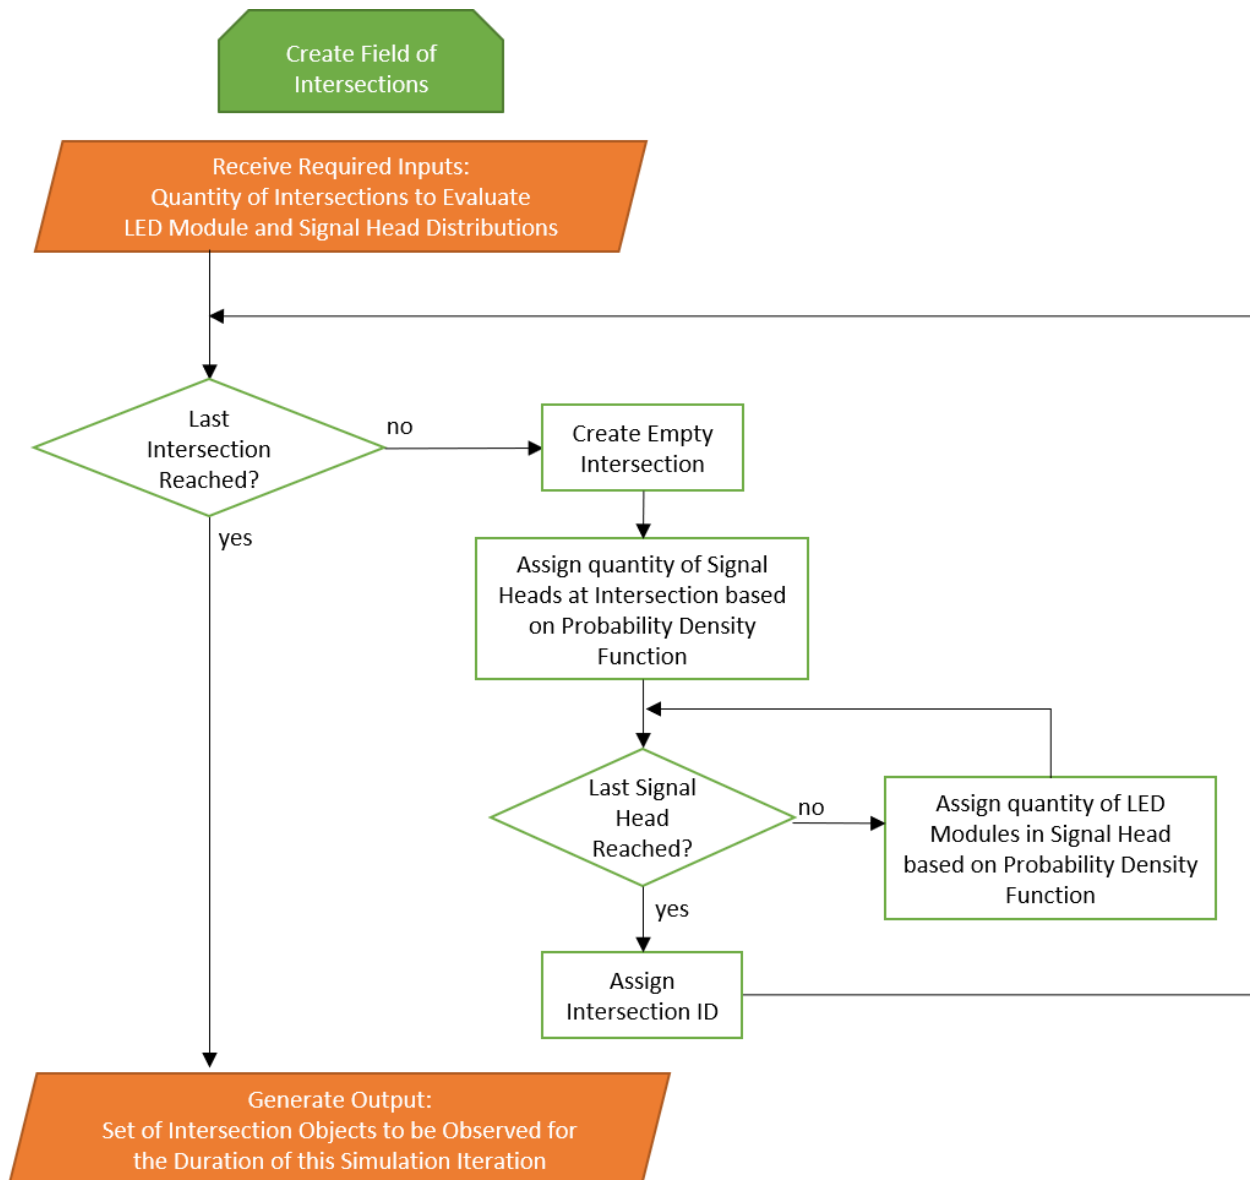 Create Field of
Intersections
Receive Required Inputs:
Quantity of Intersections to Evaluate
LED Module and Signal Head Distributions
Last
Intersection
Reached?
no
yes
Create Empty
Intersection
Assign quantity of Signal
Heads at Intersection based
on Probability Density
Function
Last Signal
Head
Reached?
no
yes
Assign quantity of LED
Modules in Signal Head
based on Probability Density
Function
Assign
Intersection ID
Generate Output:
Set of Intersection Objects to be Observed for
the Duration of this Simulation Iteration